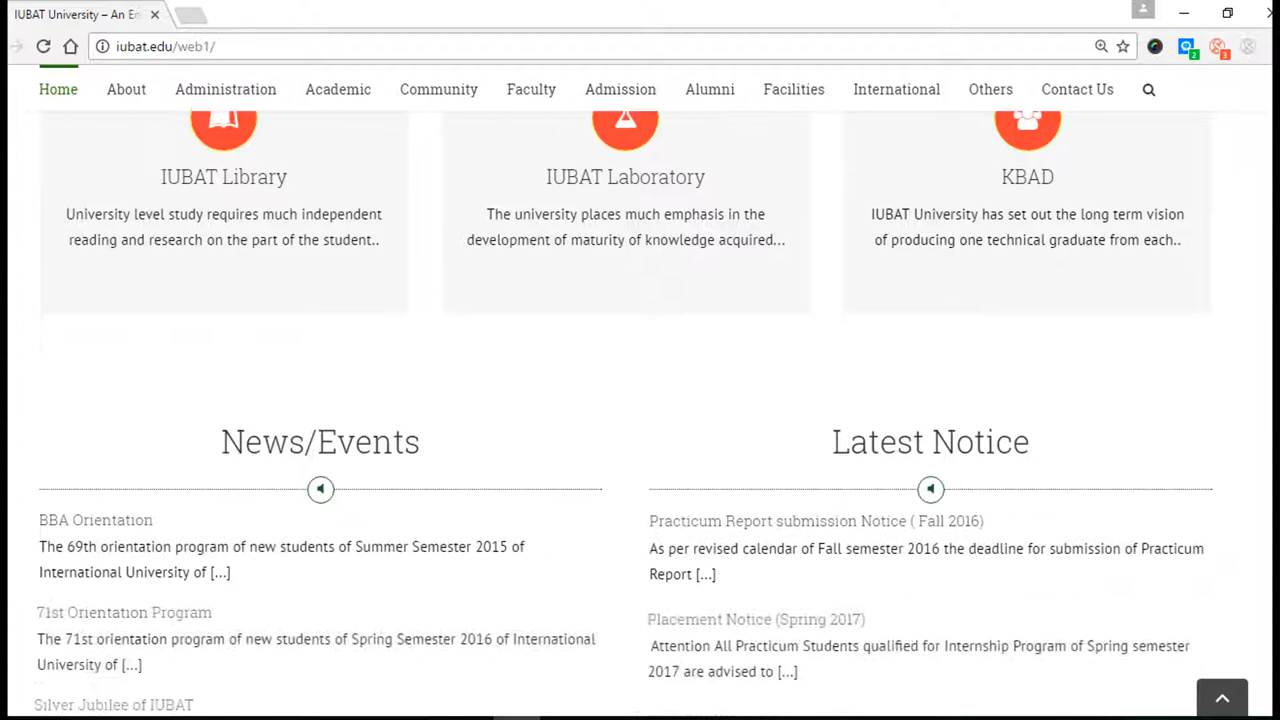 IUBAT University – An En
iubat.edu/web1/
2
3
Home About Administration Academic Community Faculty Admission Alumni Facilities International Others Contact Us
IUBAT Library
University level study requires much independent
reading and research on the part of the student..
IUBAT Laboratory
The university places much emphasis in the
development of maturity of knowledge acquired...
KBAD
IUBAT University has set out the long term vision
of producing one technical graduate from each..
News/Events
BBA Orientation
The 69th orientation program of new students of Summer Semester 2015 of
International University of [...]
71st Orientation Program
The 71st orientation program of new students of Spring Semester 2016 of International
University of [...]
Silver Jubilee of IUBAT
Latest Notice
Practicum Report submission Notice ( Fall 2016)
As per revised calendar of Fall semester 2016 the deadline for submission of Practicum
Report [...]
Placement Notice (Spring 2017)
Attention All Practicum Students qualified for Internship Program of Spring semester
2017 are advised to [...]